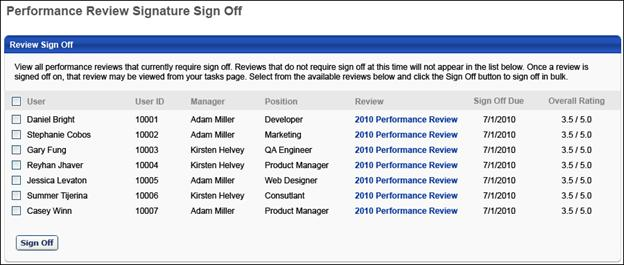 Performance Review Signature Sign Off
Review Sign Off
View all performance reviews that currently require sign off. Reviews that do not require sign off at this time will not appear in the list below. Once a review is
signed off on, that review may be viewed from your tasks page. Select from the available reviews below and click the Sign Off button to sign off in bulk.
User User ID Manager Position Review Sign Off Due Overall Rating
Daniel Bright 10001 Adam Miller Developer 2010 Performance Review 7/1/2010 3.5 / 5.0
Stephanie Cobos 10002 Adam Miller Marketing 2010 Performance Review 7/1/2010 3.5 / 5.0
Gary Fung 10003 Kirsten Helvey QA Engineer 2010 Performance Review 7/1/2010 3.5 / 5.0
Reyhan Jhaver 10004 Kirsten Helvey Product Manager 2010 Performance Review 7/1/2010 3.5 / 5.0
Jessica Levaton 10005 Adam Miller Web Designer 2010 Performance Review 7/1/2010 3.5 / 5.0
Summer Tijerina 10006 Kirsten Helvey Consutlant 2010 Performance Review 7/1/2010 3.5 / 5.0
Casey Winn 10007 Adam Miller Product Manager 2010 Performance Review 7/1/2010 3.5 / 5.0
Sign Off